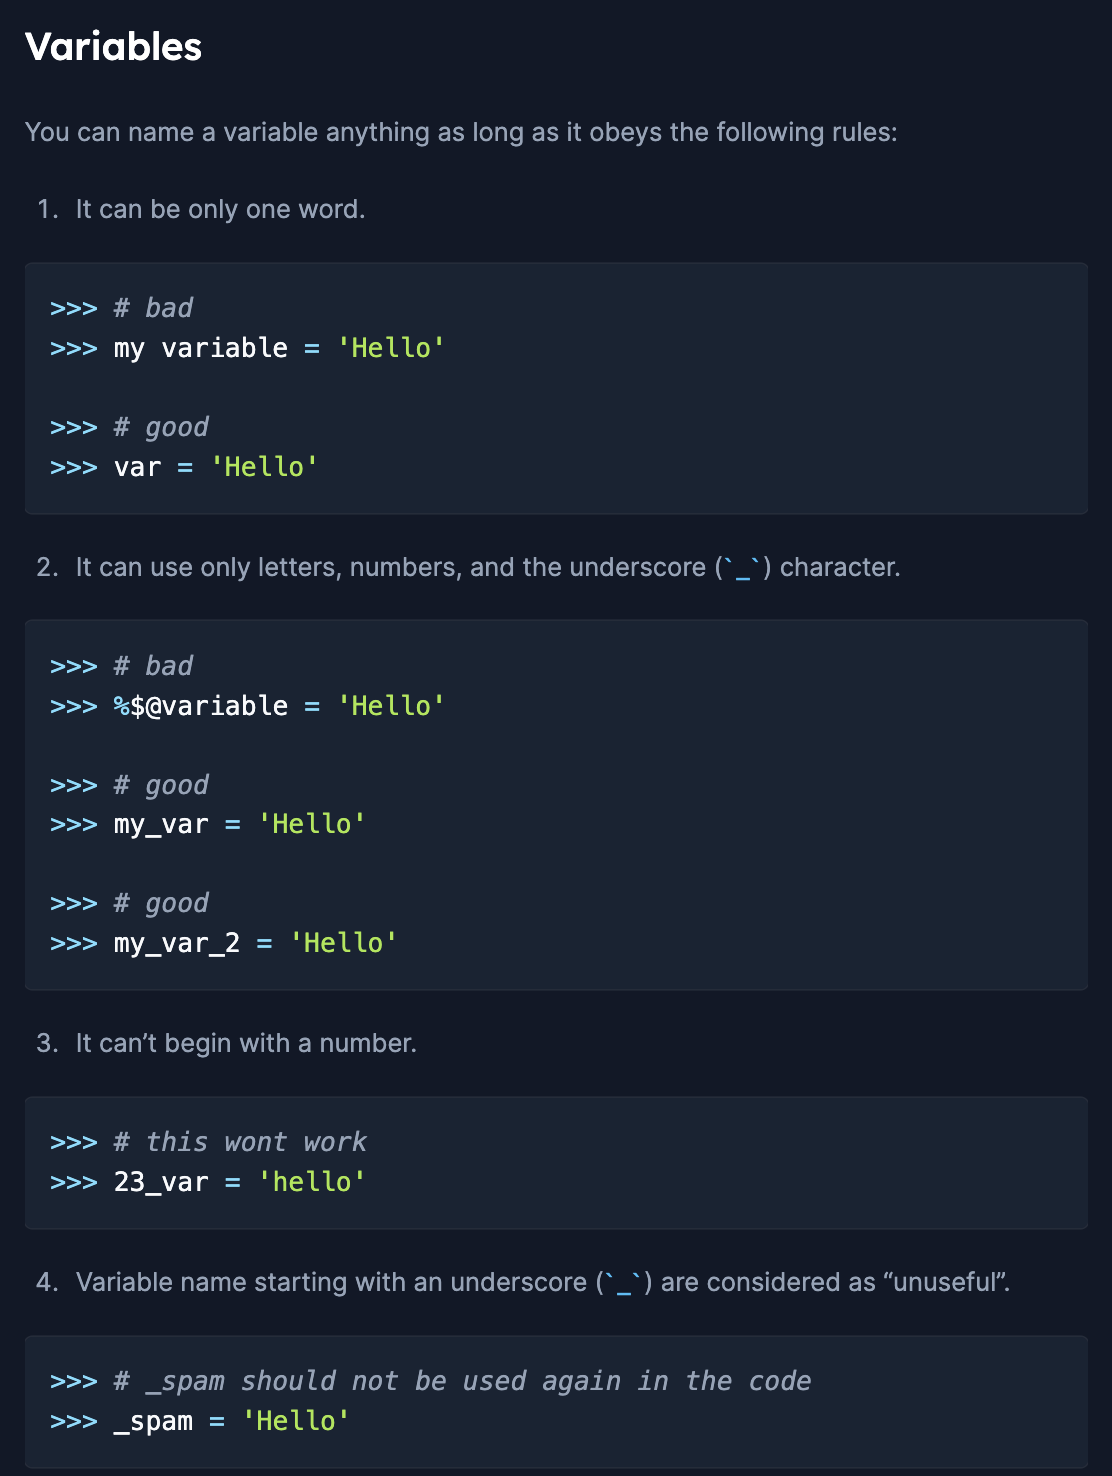 Variables
You can name a variable anything as long as it obeys the following rules:
1. It can be only one word.
>>> # bad
>>> my variable = 'Hello'
>>> # good
>>> var = 'Hello'
2. It can use only letters, numbers, and the underscore (`_`) character.
>>> # bad
>>> %$@variable = 'Hello'
>>> # good
>>> my_var = 'Hello'
>>> # good
>>> my_var_2 = 'Hello'
3. It can’t begin with a number.
>>> # this wont work
>>> 23_var = 'hello'
4. Variable name starting with an underscore (`_`) are considered as “unuseful”.
>>> # _spam should not be used again in the code
>>> _spam = 'Hello'